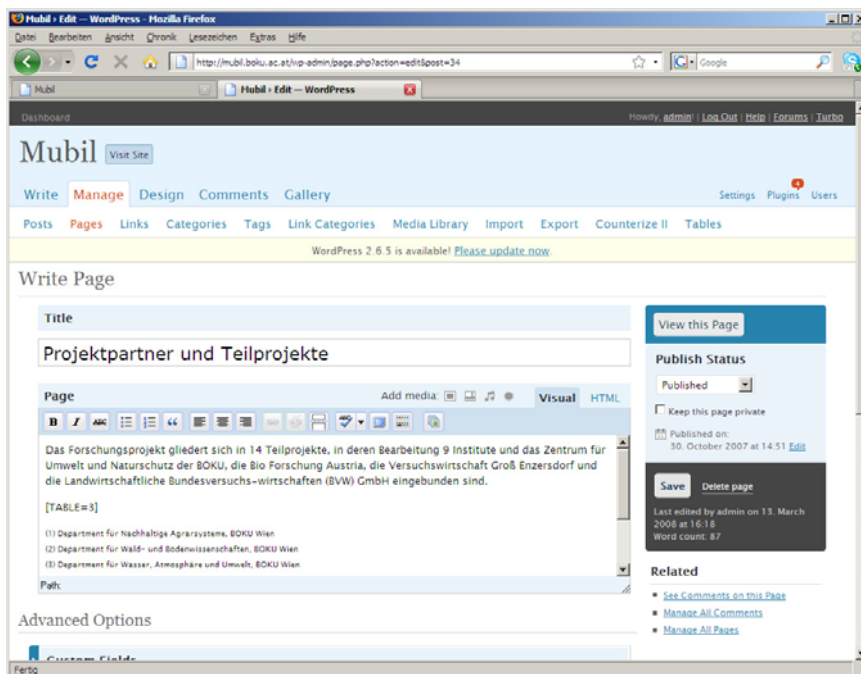 Mubil › Edit — WordPress - Mozilla Firefox
Datei Bearbeiten Ansicht Chronik Lesezeichen Extras Hilfe
http://mubil.boku.ac.at/wp-admin/page.php?action=edit&post=34
Google
Mubil
Mubil › Edit — WordPress
Dashboard
Howdy, admin! | Log Out | Help | Forums | Turbo
Mubil Visit Site
Write Manage Design Comments Gallery
Settings Plugins 4 Users
Posts Pages Links Categories Tags Link Categories Media Library Import Export Counterize II Tables
WordPress 2.6.5 is available! Please update now.
Write Page
Title
Projektpartner und Teilprojekte
Page
Add media:
Visual HTML
B I ABC
ABC
Das Forschungsprojekt gliedert sich in 14 Teilprojekte, in deren Bearbeitung 9 Institute und das Zentrum für
Umwelt und Naturschutz der BOKU, die Bio Forschung Austria, die Versuchswirtschaft Groß Enzersdorf und
die Landwirtschaftliche Bundesversuchs-wirtschaften (BVW) GmbH eingebunden sind.
[TABLE=3]
(1) Department für Nachhaltige Agrarsysteme, BOKU Wien
(2) Department für Wald- und Bodenwissenschaften, BOKU Wien
(3) Department für Wasser, Atmosphäre und Umwelt, BOKU Wien
Path:
Advanced Options
Custom Fields
View this Page
Publish Status
Published
Keep this page private
Published on:
30. October 2007 at 14:51 Edit
Save Delete page
Last edited by admin on 13. March
2008 at 16:18
Word count: 87
Related
See Comments on this Page
Manage All Comments
Manage All Pages
Fertig